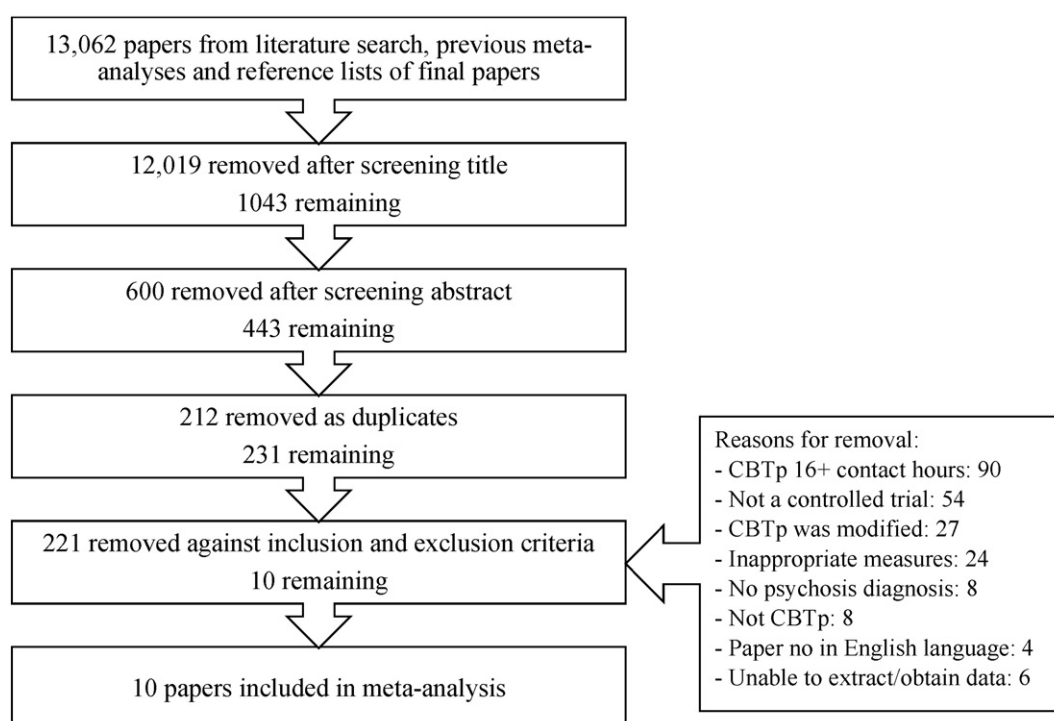 13,062 papers from literature search, previous meta-
analyses and reference lists of final papers
12,019 removed after screening title
1043 remaining
600 removed after screening abstract
443 remaining
212 removed as duplicates
231 remaining
221 removed against inclusion and exclusion criteria
10 remaining
10 papers included in meta-analysis
Reasons for removal:
- CBTp 16+ contact hours: 90
- Not a controlled trial: 54
- CBTp was modified: 27
- Inappropriate measures: 24
- No psychosis diagnosis: 8
- Not CBTp: 8
- Paper no in English language: 4
- Unable to extract/obtain data: 6